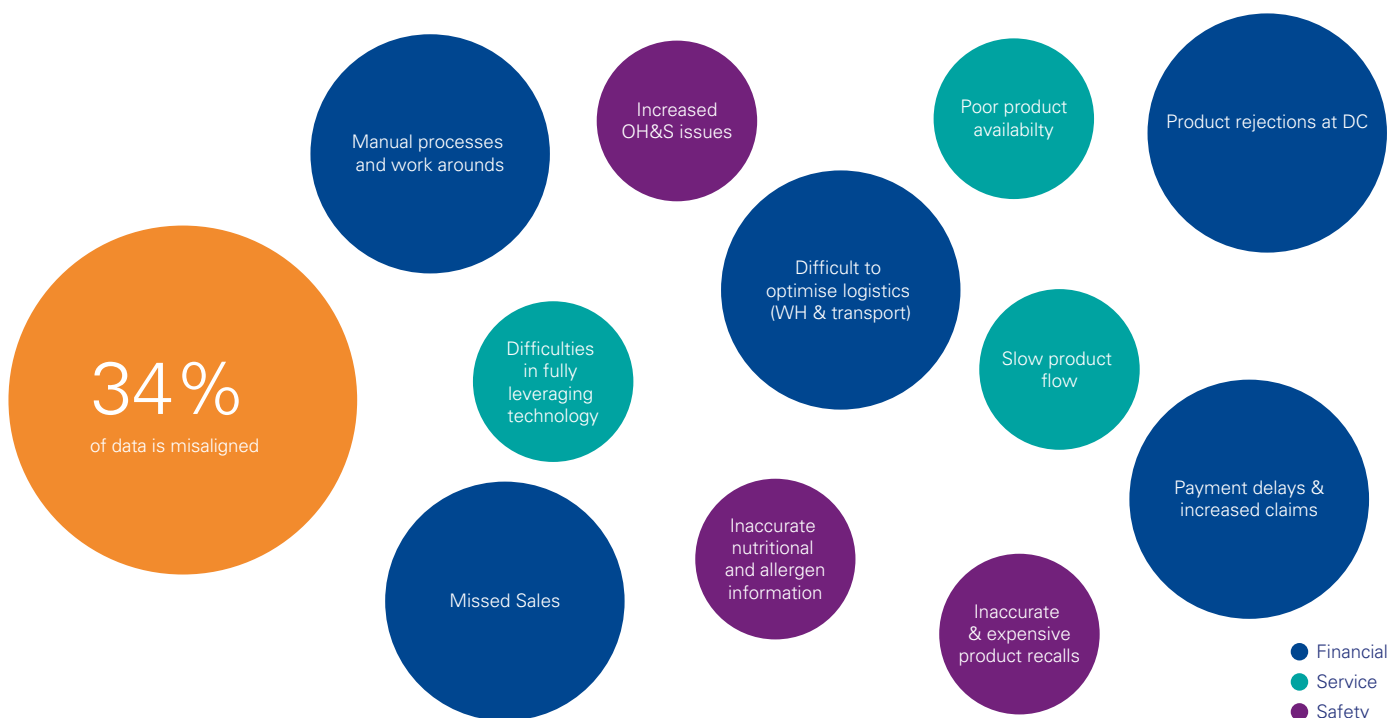 Manual processes
and work arounds
Increased
OH&S issues
Poor product
availabilty
Product rejections at DC
Difficult to
optimise logistics
(WH & transport)
34%
of data is misaligned
Difficulties
in fully
leveraging
technology
Slow product
flow
Payment delays &
increased claims
Missed Sales
Inaccurate
nutritional
and allergen
information
Inaccurate
& expensive
product recalls
Financial
Service
Safety